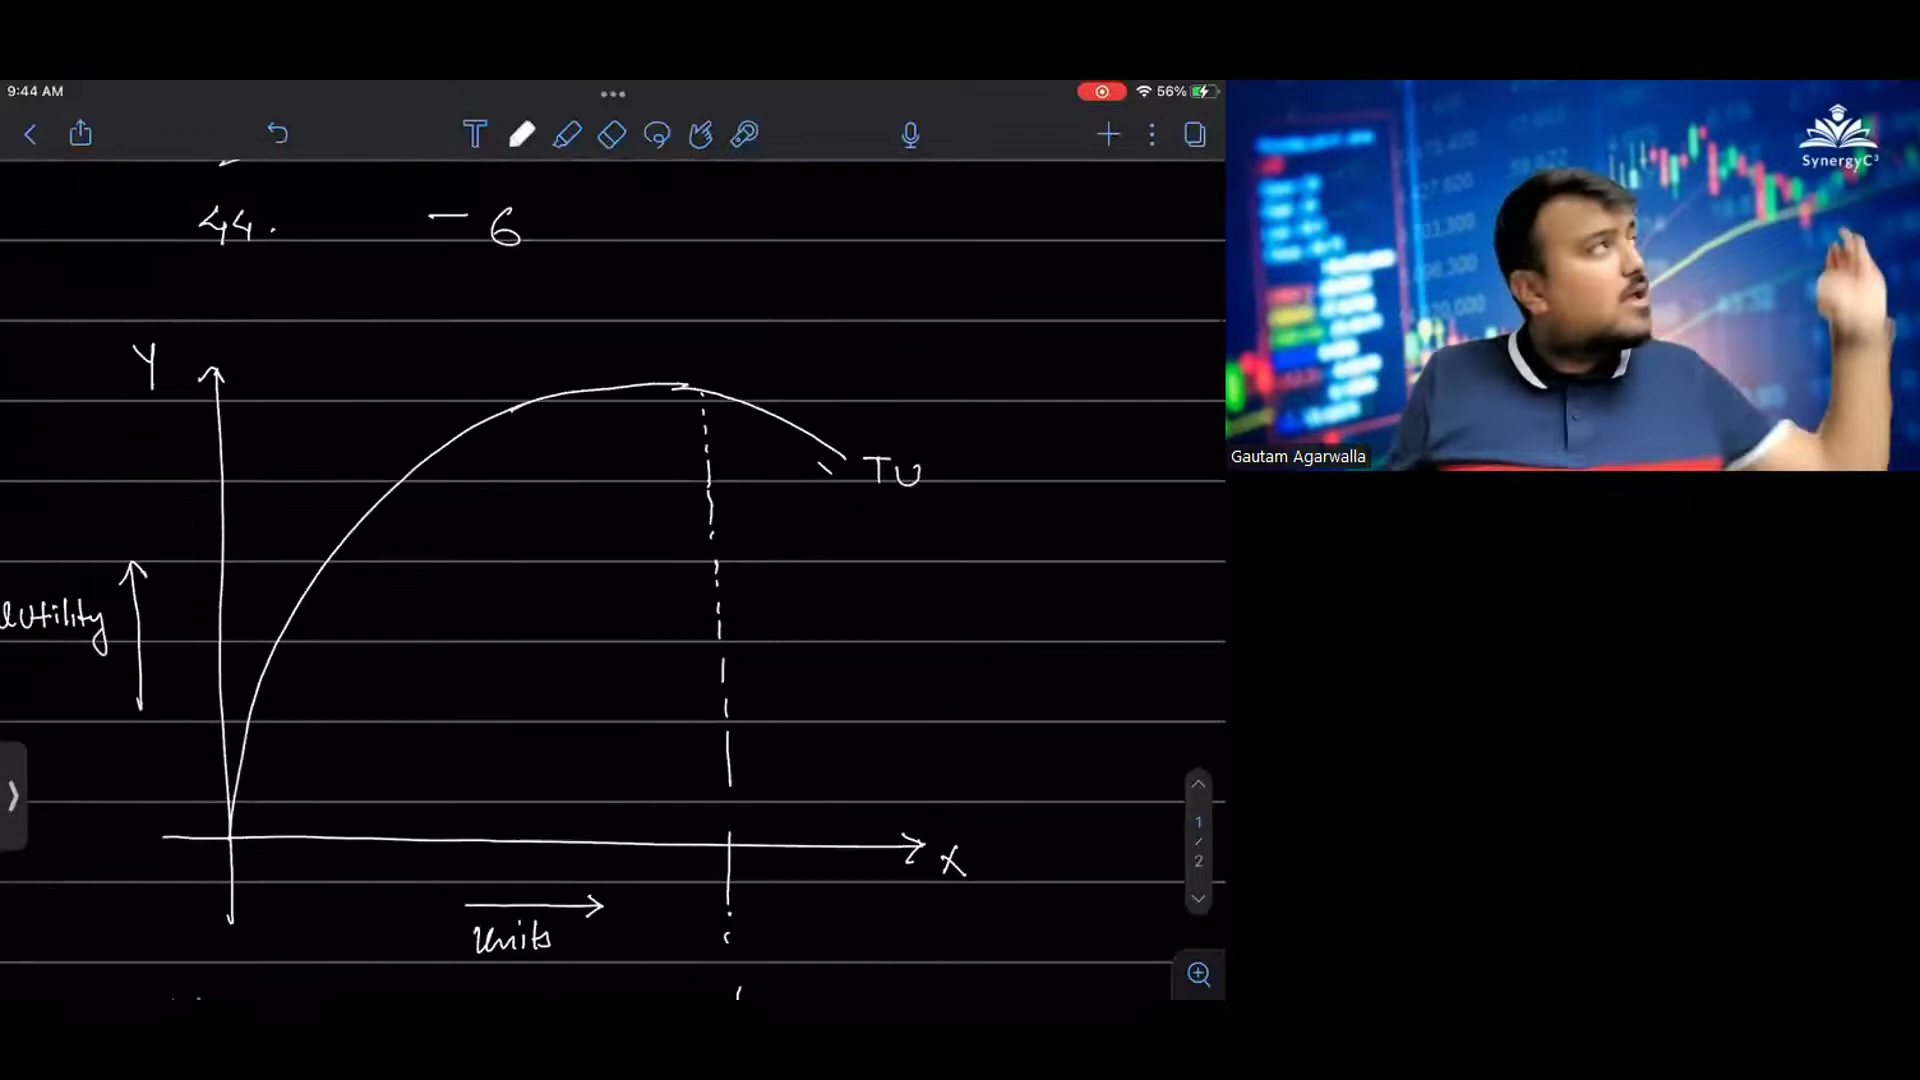 9:44 AM
56%
SynergyC³
44. - 6
Y
TU
Utility
X
Units
Gautam Agarwalla
1
/
2